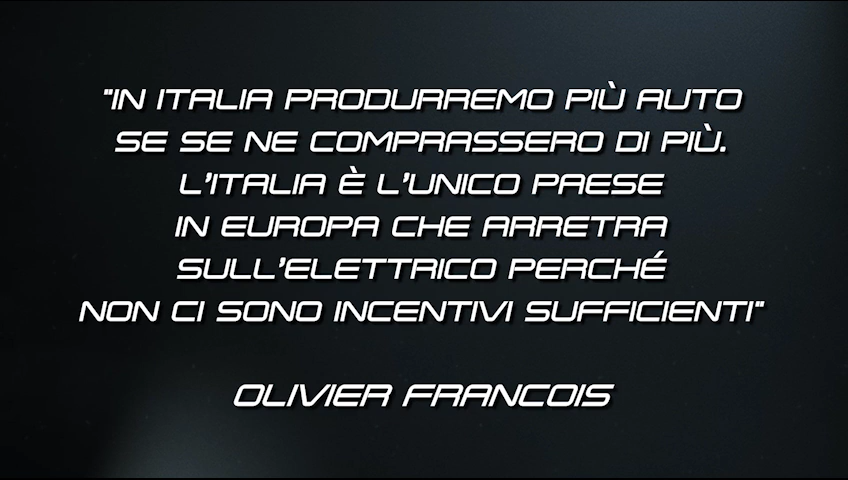 "IN ITALIA PRODURREMO PIÙ AUTO
SE SE NE COMPRASSERO DI PIÙ.
L'ITALIA È L'UNICO PAESE
IN EUROPA CHE ARRETRA
SULL'ELETTRICO PERCHÉ
NON CI SONO INCENTIVI SUFFICIENTI"
OLIVIER FRANCOIS